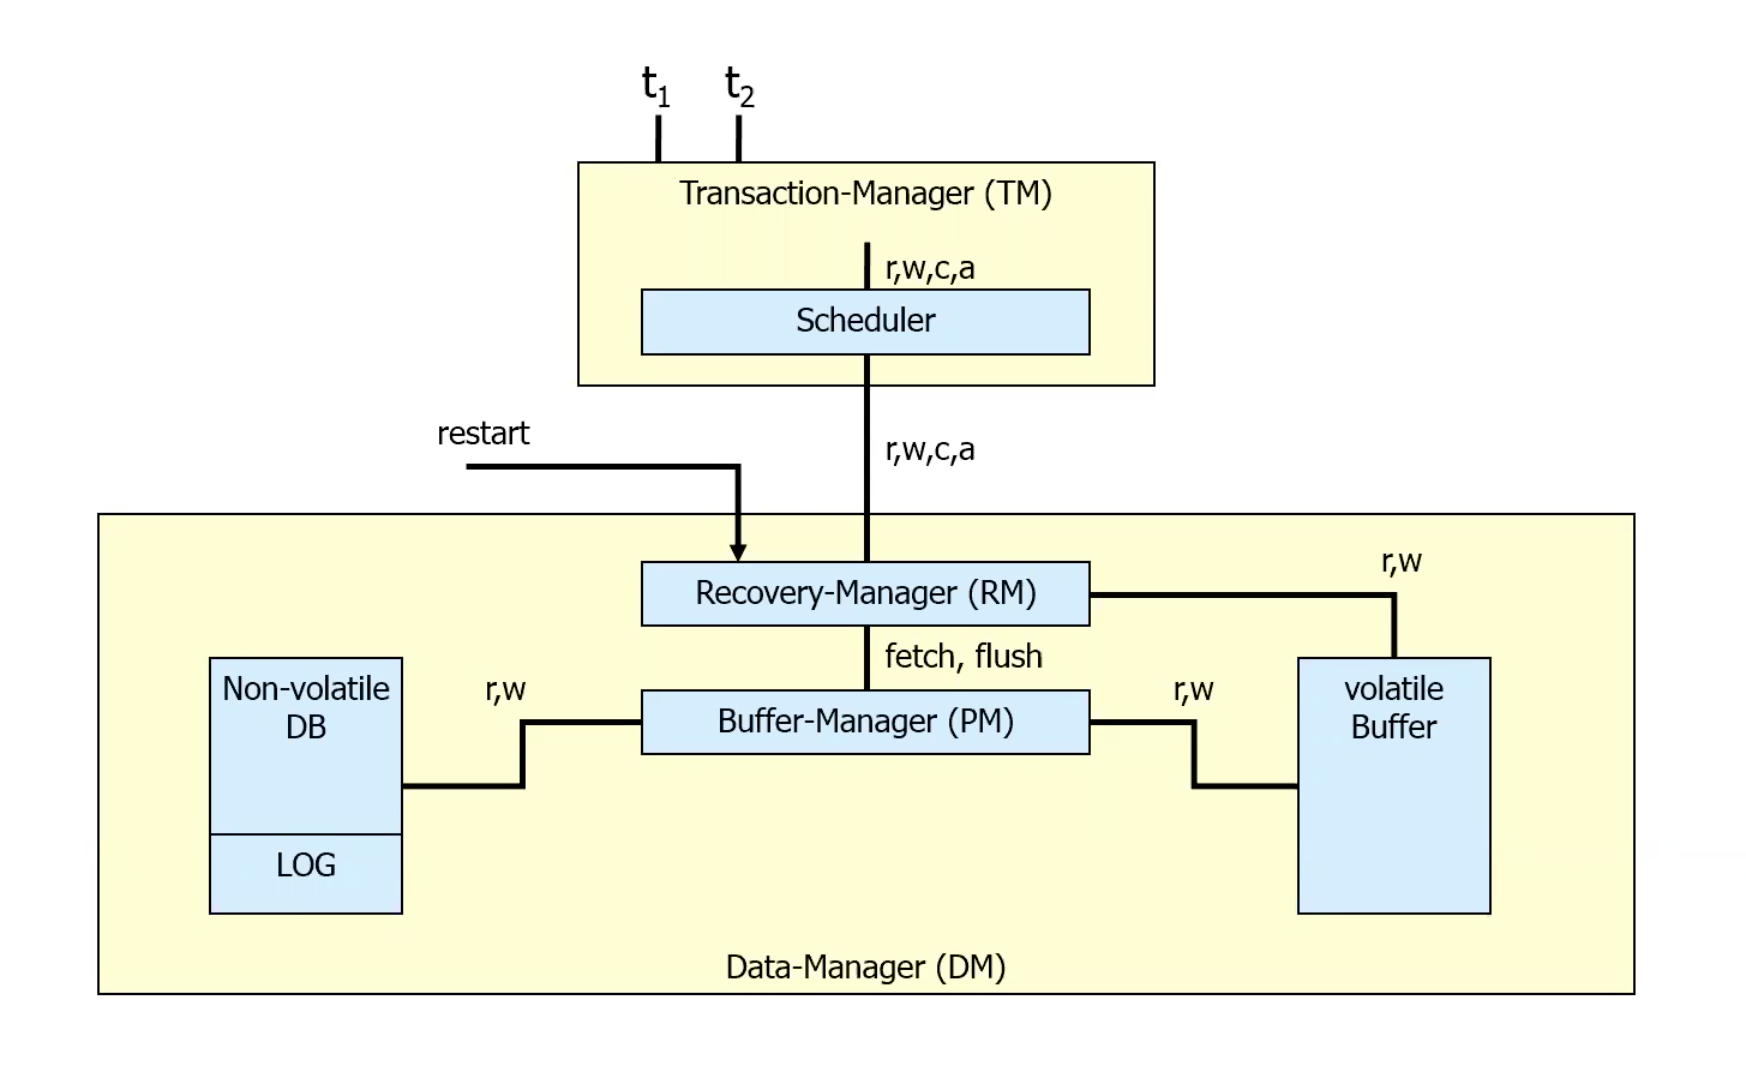 t1 t2
Transaction-Manager (TM)
r,w,c,a
Scheduler
restart
r,w,c,a
r,w
Recovery-Manager (RM)
fetch, flush
Non-volatile
DB
r,w
r,w
volatile
Buffer
Buffer-Manager (PM)
LOG
Data-Manager (DM)